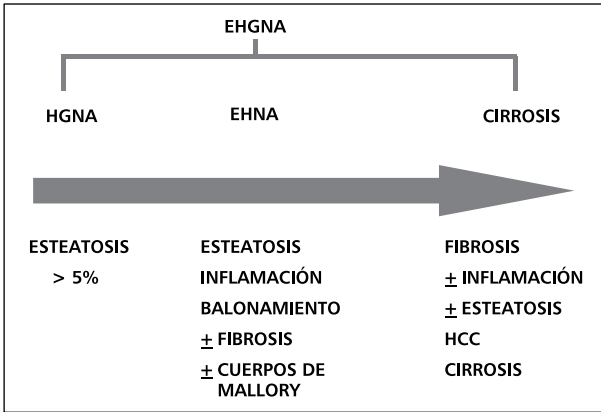 EHGNA
HGNA
EHNA
CIRROSIS
ESTEATOSIS
> 5%
ESTEATOSIS
INFLAMACIÓN
BALONAMIENTO
± FIBROSIS
± CUERPOS DE
MALLORY
FIBROSIS
± INFLAMACIÓN
± ESTEATOSIS
HCC
CIRROSIS